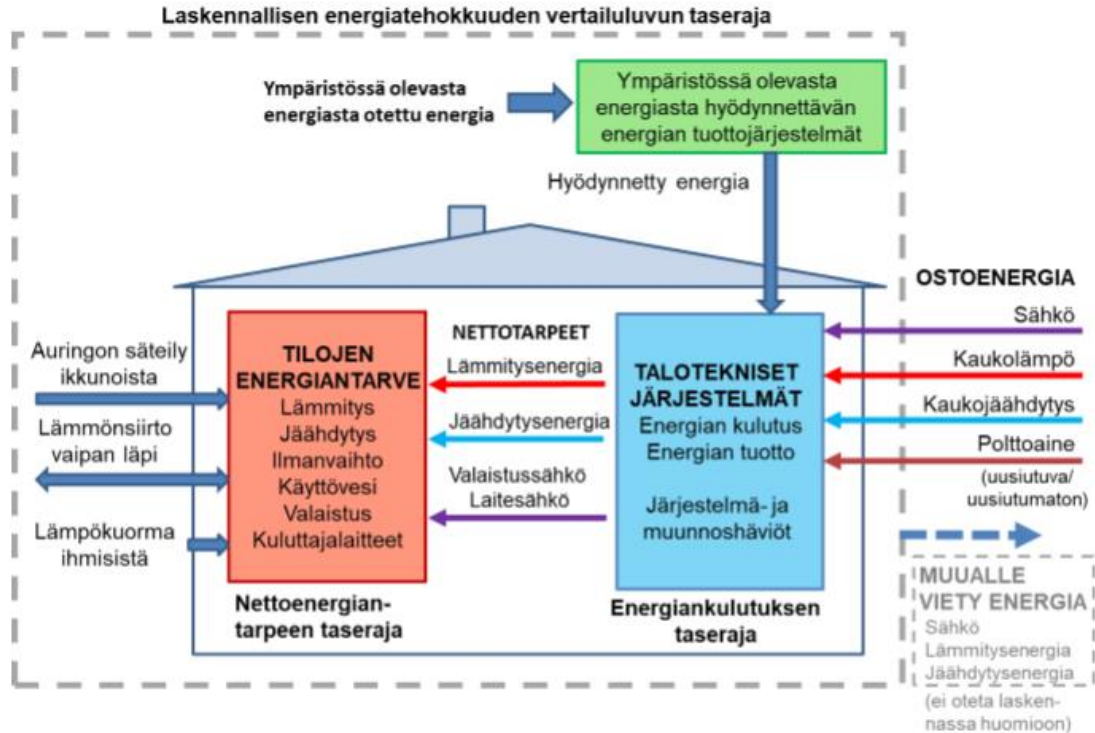 Laskennallisen energiatehokkuuden vertailuluvun taseraja
Ympäristössä olevasta
energiasta otettu energia
Ympäristössä olevasta
energiasta hyödynnettävän
energian tuottojärjestelmät
Hyödynnetty energia
Auringon säteily
ikkunoista
Lämmönsiirto
vaipan läpi
Lämpökuorma
ihmisistä
TILOJEN
ENERGIANTARVE
Lämmitys
Jäähdytys
Ilmanvaihto
Käyttövesi
Valaistus
Kuluttajalaitteet
Nettoenergian-
tarpeen taseraja
NETTOTARPEET
Lämmitysenergia
Jäähdytysenergia
Valaistussähkö
Laitesähkö
TALOTEKNISET
JÄRJESTELMÄT
Energian kulutus
Energian tuotto
Järjestelmä- ja
muunnoshäviöt
Energiankulutuksen
taseraja
OSTOENERGIA
Sähkö
Kaukolämpö
Kaukojäähdytys
Polttoaine
(uusiutuva/
uusiutumaton)
MUUALLE
VIETY ENERGIA
Sähkö
Lämmitysenergia
Jäähdytysenergia
(ei oteta lasken-
nassa huomioon)